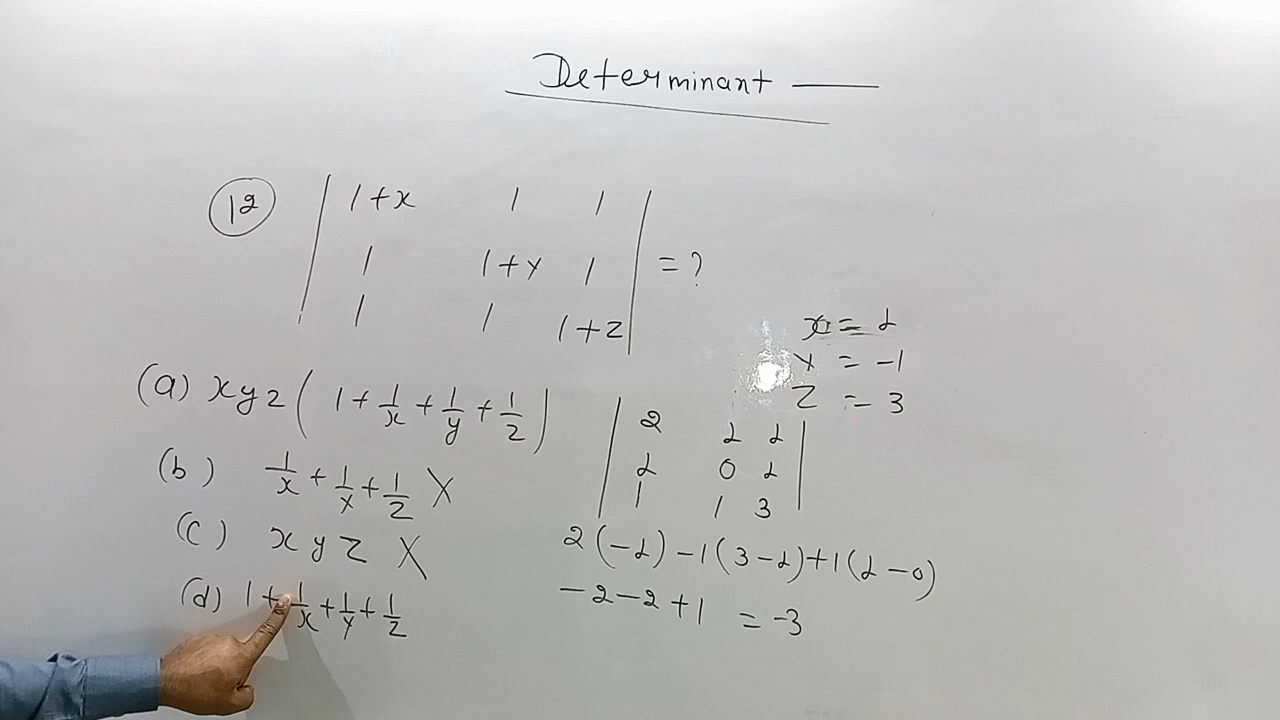 Determinant
12 | 1+x 1 1 |
| 1 1+y 1 | = ?
| 1 1 1+z |
(a) xyz(1 + 1/x + 1/y + 1/z)
(b) 1/x + 1/y + 1/z X
(c) xyz X
(d) 1 + 1/x + 1/y + 1/z
x = 1
y = -1
z = 3
| 2 1 1 |
| 1 0 1 |
| 1 1 3 |
2(-1) -1(3-1) +1(1-0)
-2-2+1 = -3